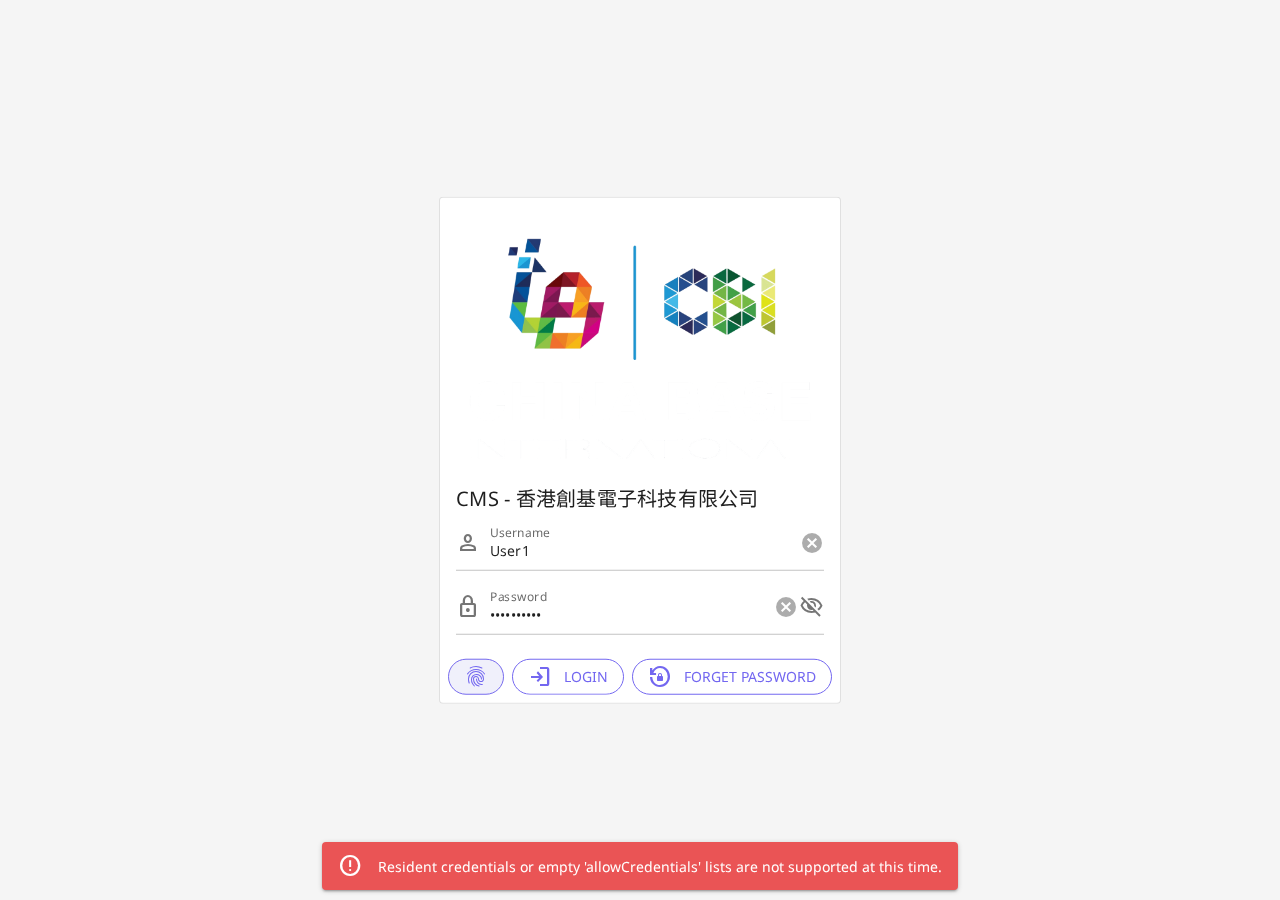 CBI
CMS - 香港創基電子科技有限公司
Username
User1
Password
••••••••••
LOGIN
FORGET PASSWORD
Resident credentials or empty 'allowCredentials' lists are not supported at this time.